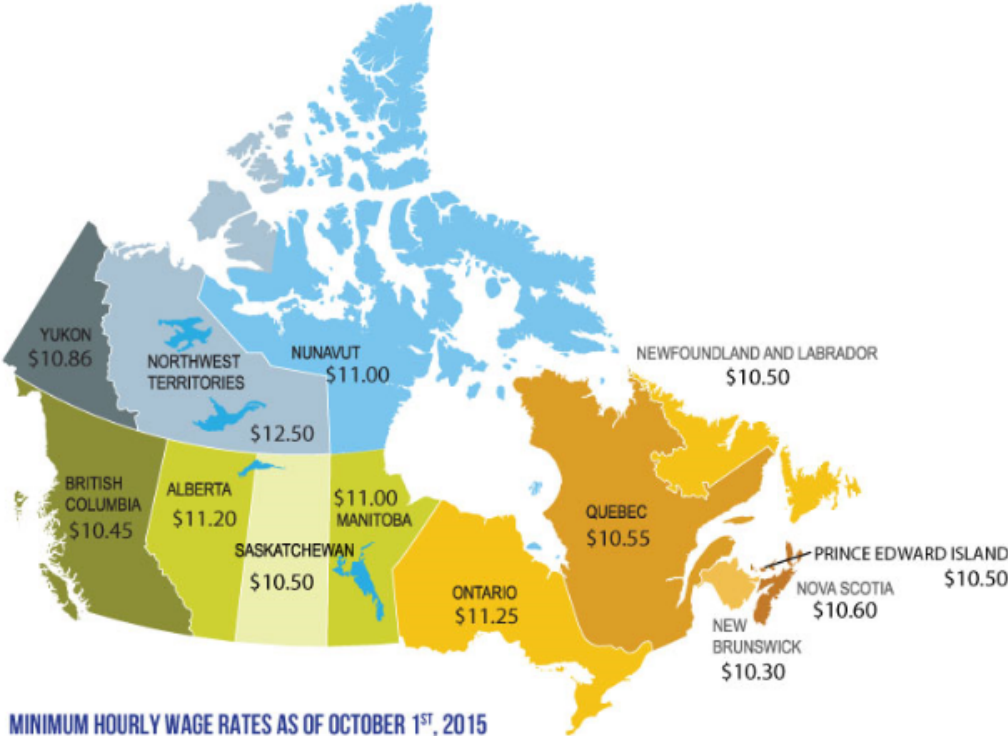 YUKON
$10.86
NORTHWEST
TERRITORIES
$12.50
NUNAVUT
$11.00
NEWFOUNDLAND AND LABRADOR
$10.50
BRITISH
COLUMBIA
$10.45
ALBERTA
$11.20
SASKATCHEWAN
$10.50
$11.00
MANITOBA
ONTARIO
$11.25
QUEBEC
$10.55
PRINCE EDWARD ISLAND
$10.50
NOVA SCOTIA
$10.60
NEW
BRUNSWICK
$10.30
MINIMUM HOURLY WAGE RATES AS OF OCTOBER 1ST, 2015